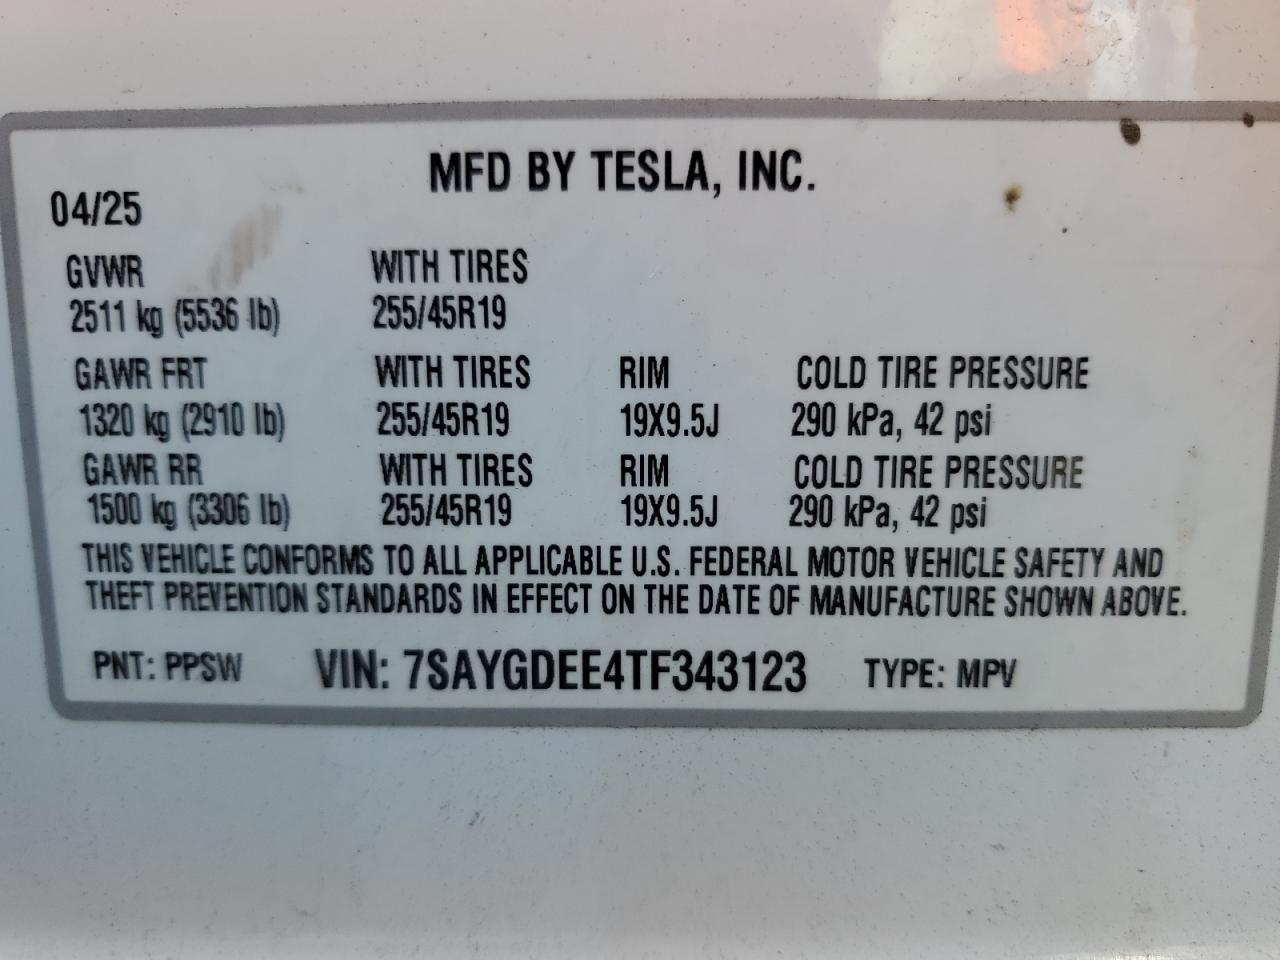 MFD BY TESLA, INC.
04/25
GVWR WITH TIRES
2511 kg (5536 lb) 255/45R19
GAWR FRT WITH TIRES RIM COLD TIRE PRESSURE
1320 kg (2910 lb) 255/45R19 19X9.5J 290 kPa, 42 psi
GAWR RR WITH TIRES RIM COLD TIRE PRESSURE
1500 kg (3306 lb) 255/45R19 19X9.5J 290 kPa, 42 psi
THIS VEHICLE CONFORMS TO ALL APPLICABLE U.S. FEDERAL MOTOR VEHICLE SAFETY AND
THEFT PREVENTION STANDARDS IN EFFECT ON THE DATE OF MANUFACTURE SHOWN ABOVE.
PNT: PPSW VIN: 7SAYGDEE4TF343123 TYPE: MPV